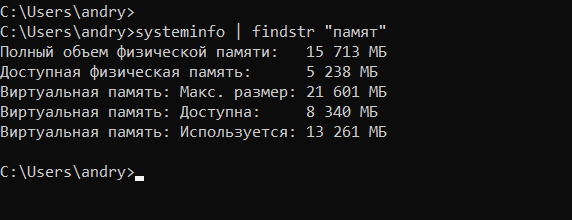 C:\Users\andry>
C:\Users\andry>systeminfo | findstr "памят"
Полный объем физической памяти: 15 713 МБ
Доступная физическая память: 5 238 МБ
Виртуальная память: Макс. размер: 21 601 МБ
Виртуальная память: Доступна: 8 340 МБ
Виртуальная память: Используется: 13 261 МБ
C:\Users\andry>